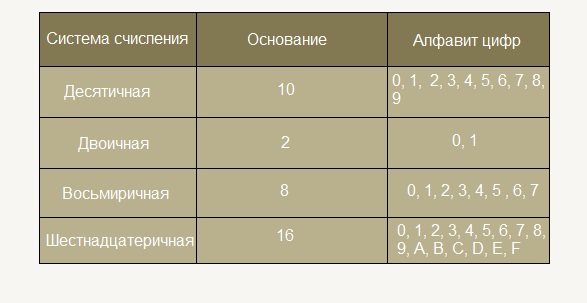 Система счисления Основание Алфавит цифр
Десятичная 10 0, 1, 2, 3, 4, 5, 6, 7, 8,
9
Двоичная 2 0, 1
Восьмиричная 8 0, 1, 2, 3, 4, 5 , 6, 7
Шестнадцатеричная 16 0, 1, 2, 3, 4, 5, 6, 7, 8,
9, A, B, C, D, E, F